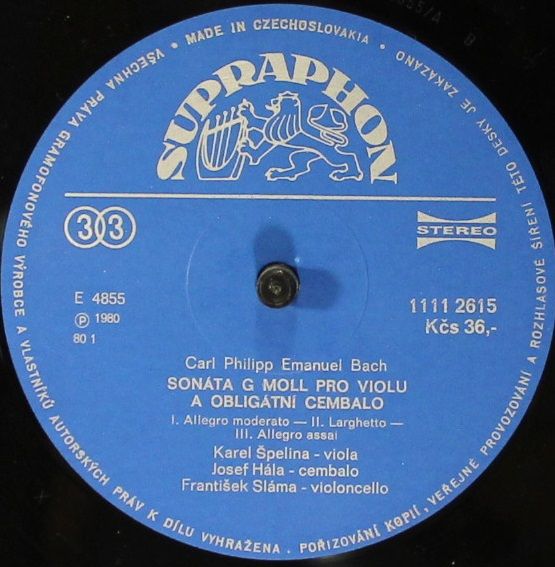 MADE IN CZECHOSLOVAKIA • VŠECHNA PRÁVA GRAMOFONOVÉHO VÝROBCE A VLASTNÍKŮ AUTORSKÝCH PRÁV K DÍLU VYHRAŽENA • POŘIZOVÁNÍ KOPIÍ, VEŘEJNÉ PROVOZOVÁNÍ A ROZHLASOVÉ ŠÍŘENÍ TÉTO DESKY JE ZAKÁZÁNO
SUPRAPHON
33
STEREO
E 4855
Ⓟ 1980
80 1
1111 2615
Kčs 36,-
Carl Philipp Emanuel Bach
SONÁTA G MOLL PRO VIOLU
A OBLIGÁTNÍ CEMBALO
I. Allegro moderato — II. Larghetto —
III. Allegro assai
Karel Špelina - viola
Josef Hála - cembalo
František Sláma - violoncello